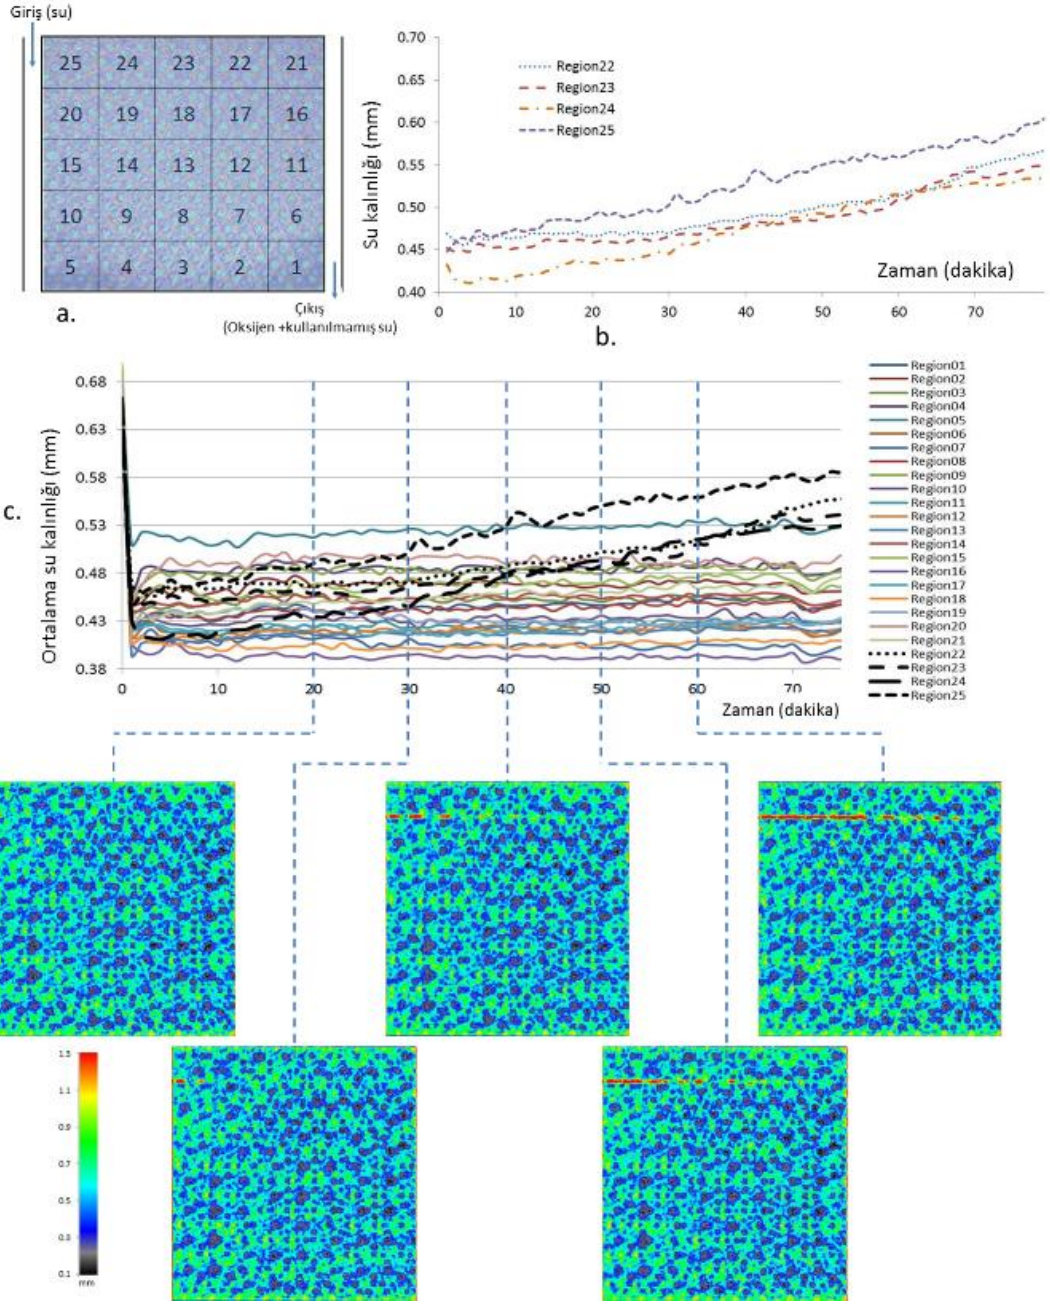 Giriş (su)
25 24 23 22 21
20 19 18 17 16
15 14 13 12 11
10 9 8 7 6
5 4 3 2 1
Çıkış
(Oksijen +kullanılmamış su)
a.
Su kalınlığı (mm)
0.70
0.65
0.60
0.55
0.50
0.45
0.40
Region22
Region23
Region24
Region25
Zaman (dakika)
0 10 20 30 40 50 60 70
b.
c.
Ortalama su kalınlığı (mm)
0.68
0.63
0.58
0.53
0.48
0.43
0.38
0 10 20 30 40 50 60 70
Zaman (dakika)
Region01
Region02
Region03
Region04
Region05
Region06
Region07
Region08
Region09
Region10
Region11
Region12
Region13
Region14
Region15
Region16
Region17
Region18
Region19
Region20
Region21
Region22
Region23
Region24
Region25
1.3
1.1
0.9
0.7
0.5
0.3
0.1
mm